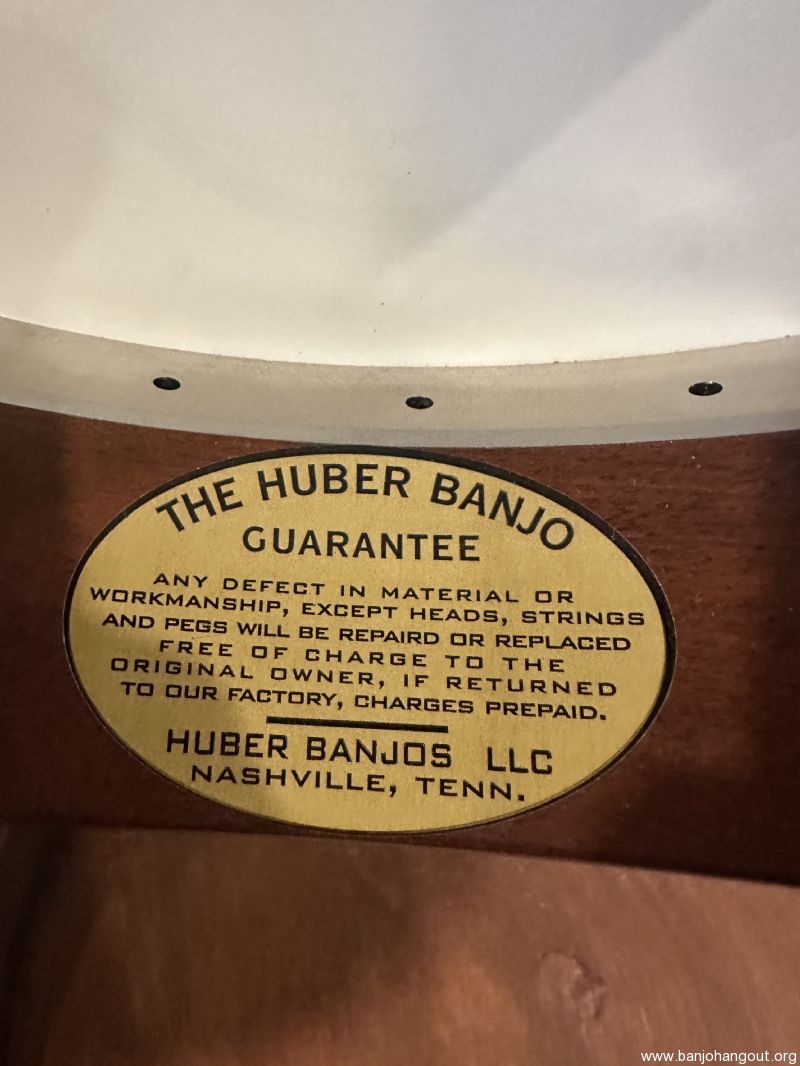 THE HUBER BANJO
GUARANTEE
ANY DEFECT IN MATERIAL OR
WORKMANSHIP, EXCEPT HEADS, STRINGS
AND PEGS WILL BE REPAIRD OR REPLACED
FREE OF CHARGE TO THE
ORIGINAL OWNER, IF RETURNED
TO OUR FACTORY, CHARGES PREPAID.
HUBER BANJOS LLC
NASHVILLE, TENN.
www.banjohangout.org